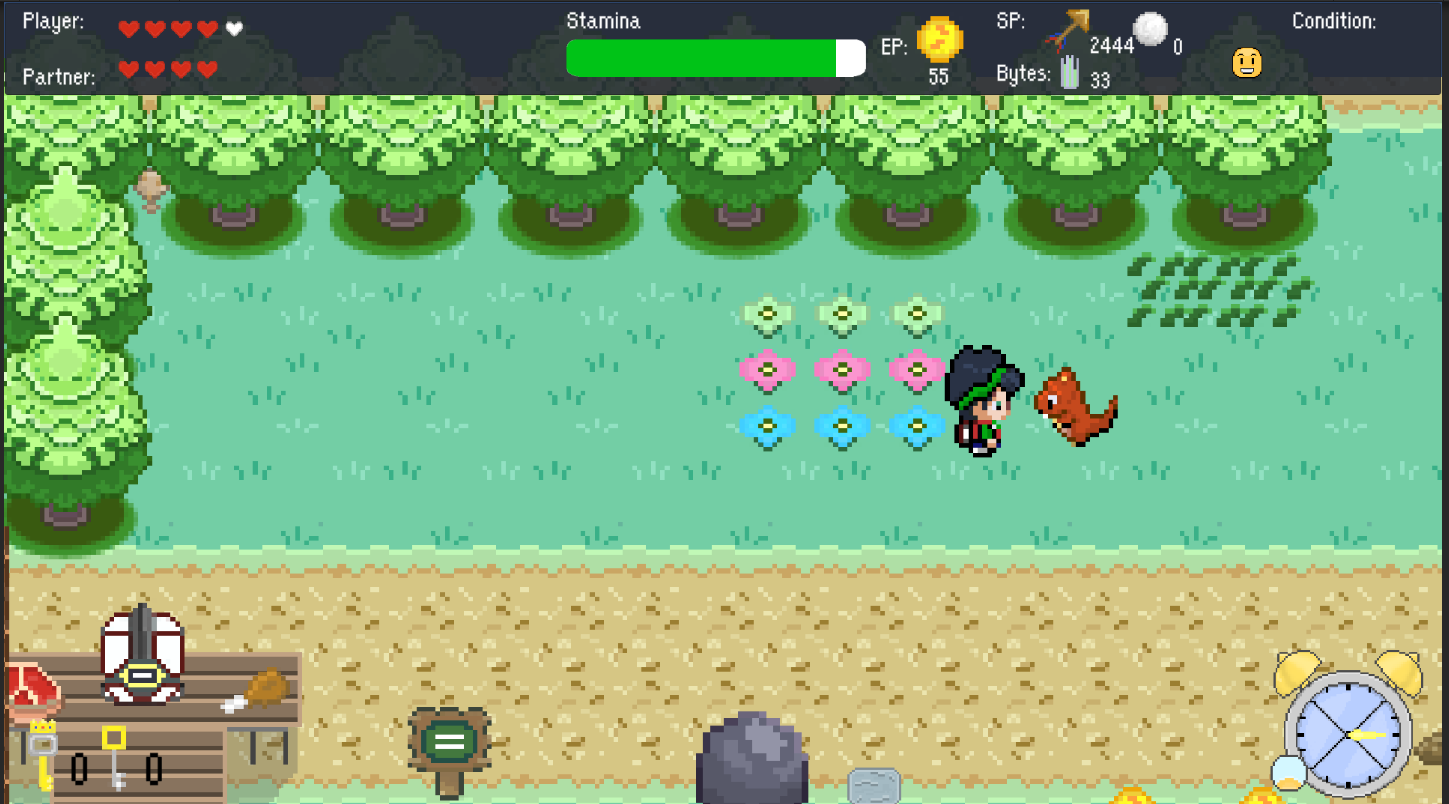 Player:
Partner:
Stamina
EP:
55
SP:
2444
0
Bytes:
33
Condition:
0
0